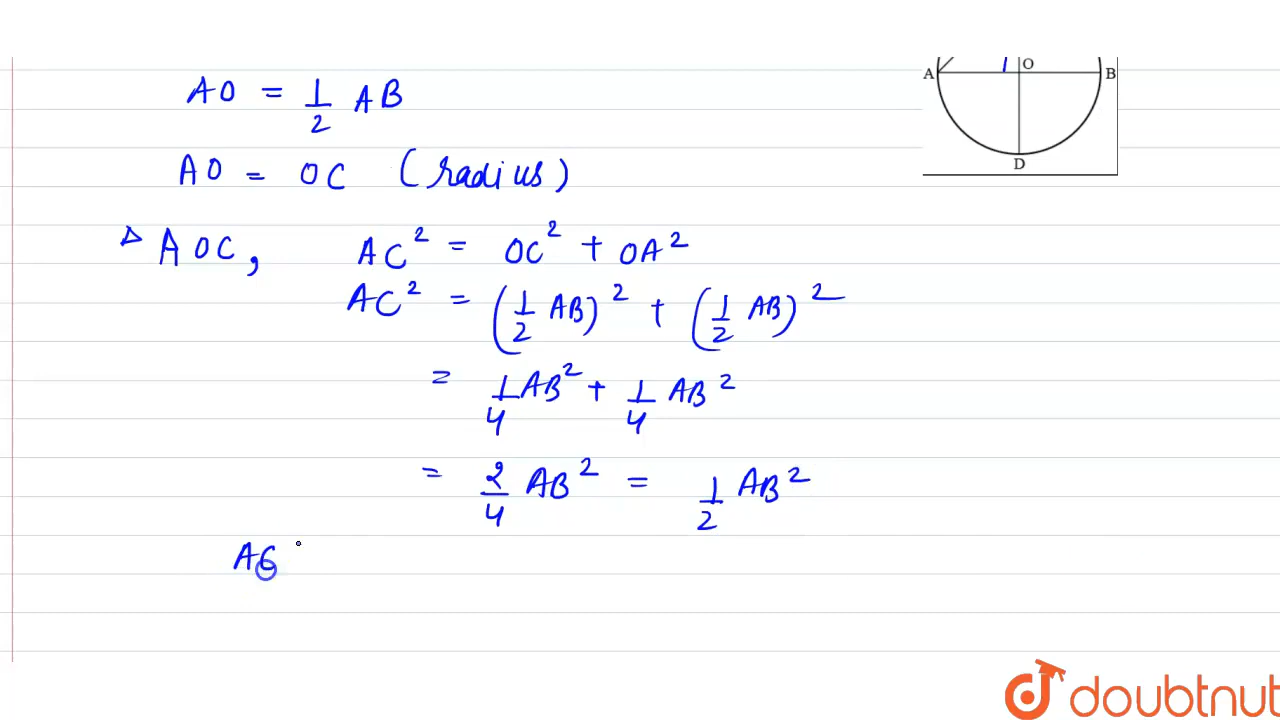 AO = 1/2 AB
AO = OC (radius)
△ AOC, AC² = OC² + OA²
AC² = (1/2 AB)² + (1/2 AB)²
= 1/4 AB² + 1/4 AB²
= 2/4 AB² = 1/2 AB²
AC
A O B
D
doubtnut